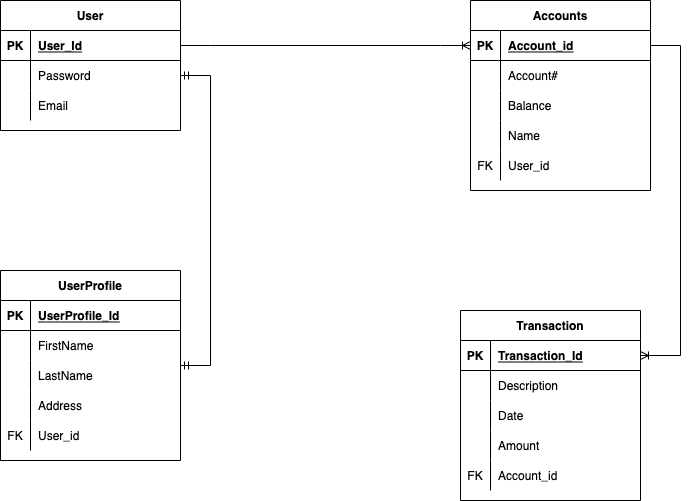 User
PK User_Id
Password
Email
Accounts
PK Account_id
Account#
Balance
Name
FK User_id
UserProfile
PK UserProfile_Id
FirstName
LastName
Address
FK User_id
Transaction
PK Transaction_Id
Description
Date
Amount
FK Account_id